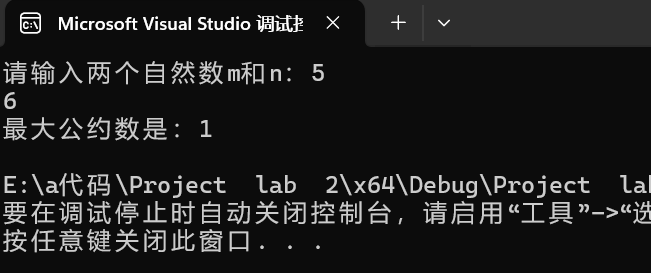 Microsoft Visual Studio 调试
请输入两个自然数m和n：5
6
最大公约数是：1
E:\a代码\Project lab 2\x64\Debug\Project la
要在调试停止时自动关闭控制台，请启用“工具”->“选
按任意键关闭此窗口. . .